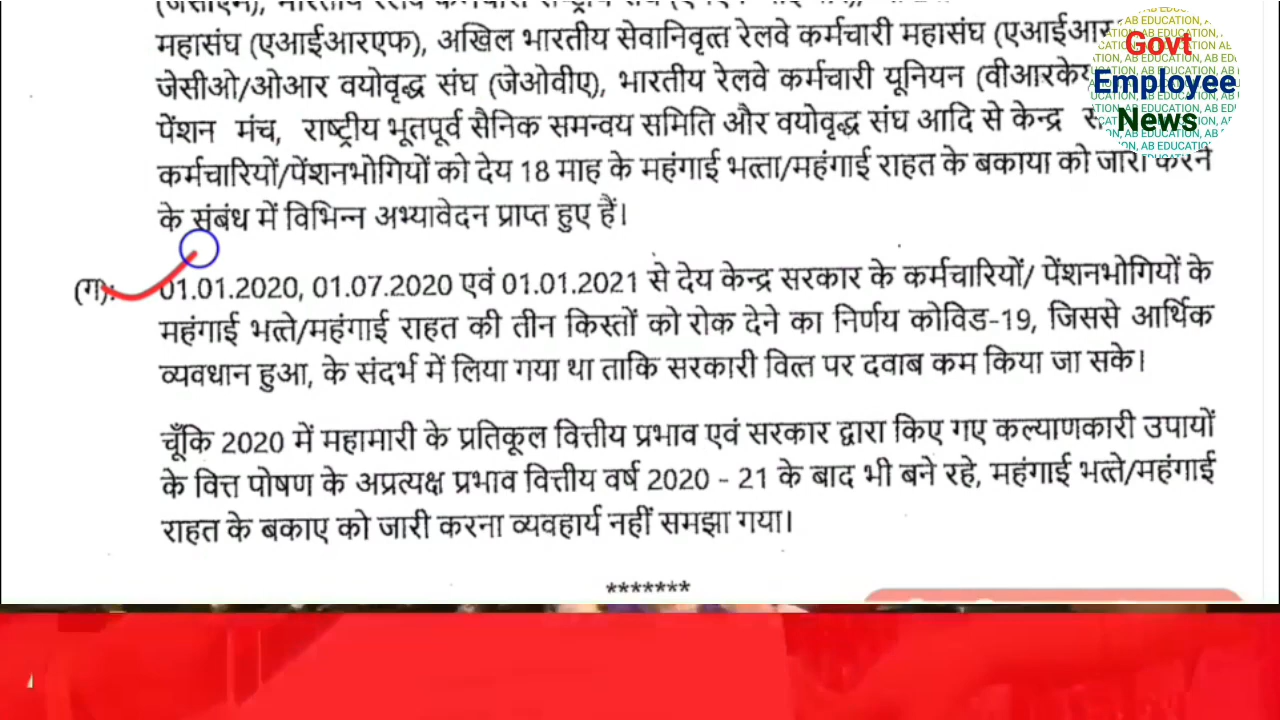 महासंघ (एआईआरएफ), अखिल भारतीय सेवानिवृत्त रेलवे कर्मचारी महासंघ (एआईआर
जेसीओ/ओआर वयोवृद्ध संघ (जेओवीए), भारतीय रेलवे कर्मचारी यूनियन (वीआरके
पेंशन मंच, राष्ट्रीय भूतपूर्व सैनिक समन्वय समिति और वयोवृद्ध संघ आदि से केन्द्र
कर्मचारियों/पेंशनभोगियों को देय 18 माह के महंगाई भत्ता/महंगाई राहत के बकाया को जारी करने
के संबंध में विभिन्न अभ्यावेदन प्राप्त हुए हैं।
Govt
Employee
News
(ग): 01.01.2020, 01.07.2020 एवं 01.01.2021 से देय केन्द्र सरकार के कर्मचारियों/ पेंशनभोगियों के
महंगाई भत्ते/महंगाई राहत की तीन किस्तों को रोक देने का निर्णय कोविड-19, जिससे आर्थिक
व्यवधान हुआ, के संदर्भ में लिया गया था ताकि सरकारी वित्त पर दवाब कम किया जा सके।
चूँकि 2020 में महामारी के प्रतिकूल वित्तीय प्रभाव एवं सरकार द्वारा किए गए कल्याणकारी उपायों
के वित्त पोषण के अप्रत्यक्ष प्रभाव वित्तीय वर्ष 2020 - 21 के बाद भी बने रहे, महंगाई भत्ते/महंगाई
राहत के बकाए को जारी करना व्यवहार्य नहीं समझा गया।
*******